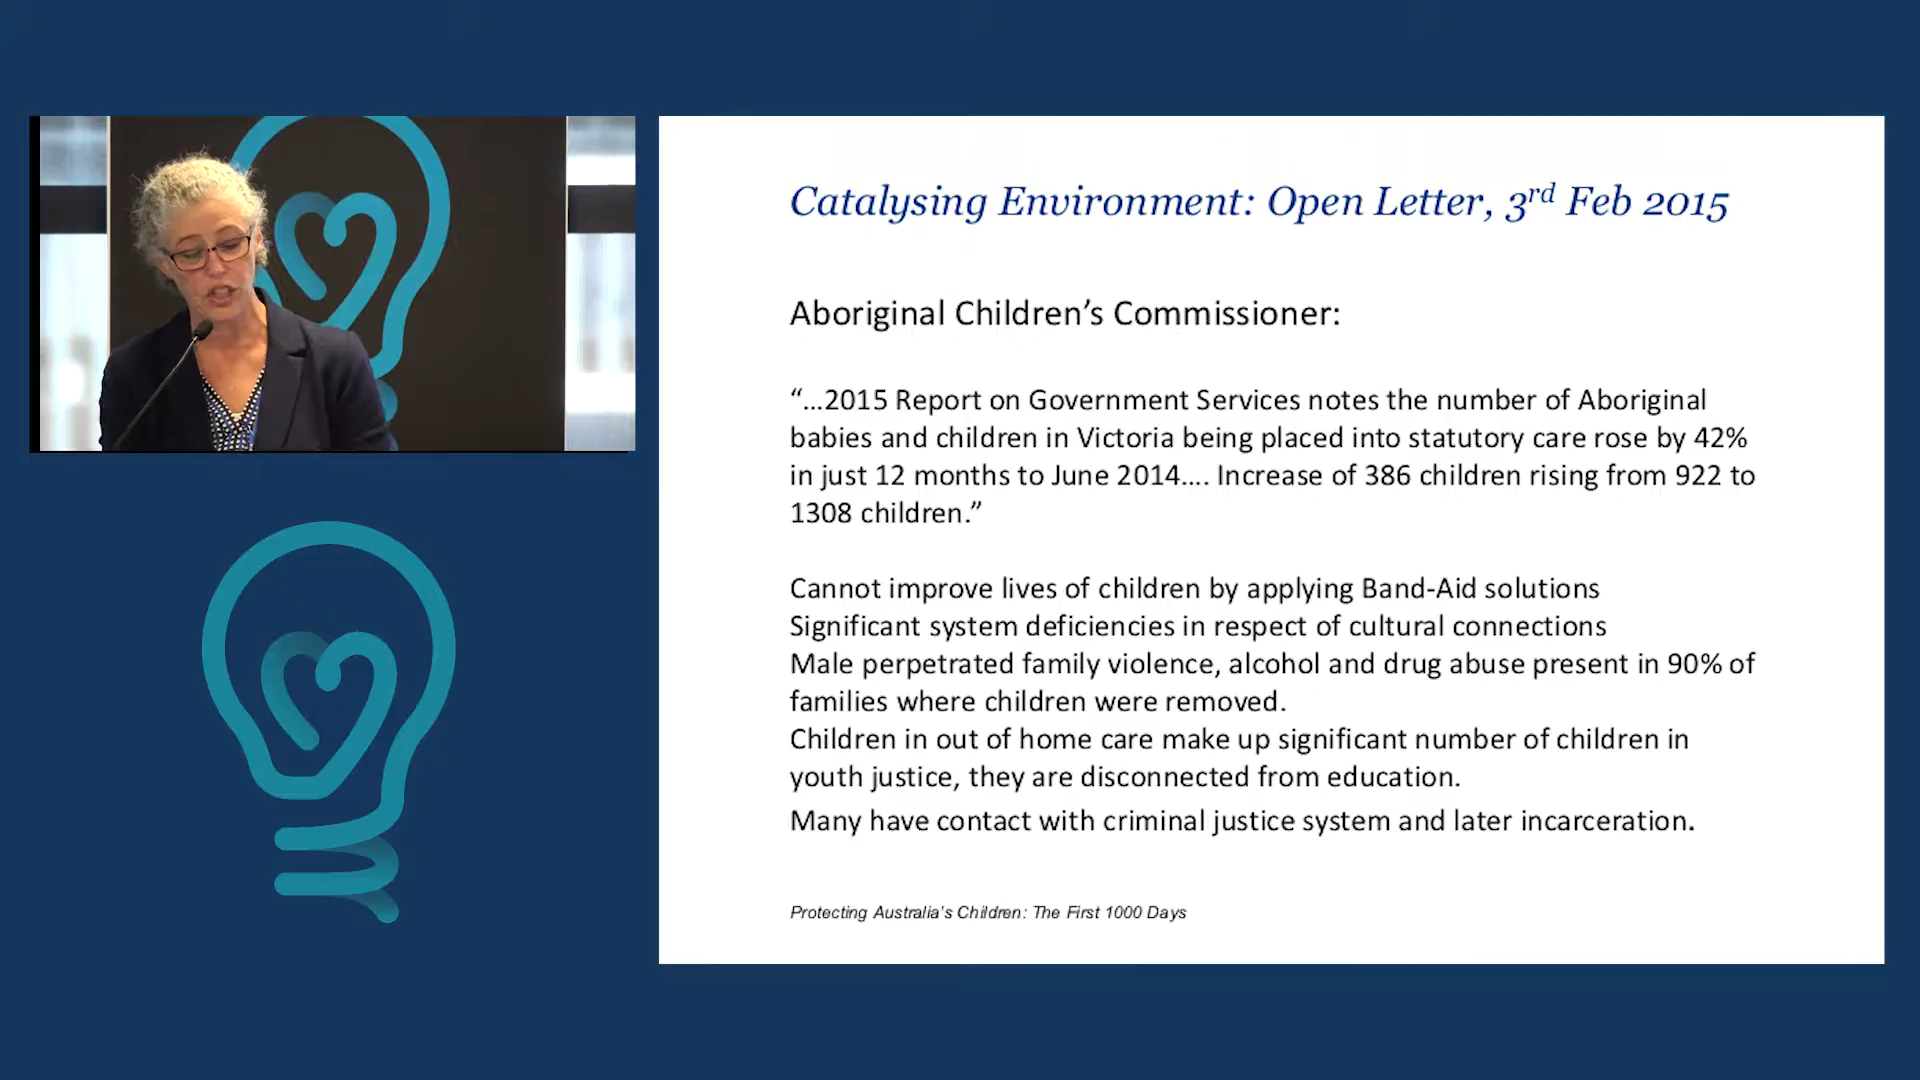 Catalysing Environment: Open Letter, 3rd Feb 2015
Aboriginal Children’s Commissioner:
“…2015 Report on Government Services notes the number of Aboriginal
babies and children in Victoria being placed into statutory care rose by 42%
in just 12 months to June 2014…. Increase of 386 children rising from 922 to
1308 children.”
Cannot improve lives of children by applying Band-Aid solutions
Significant system deficiencies in respect of cultural connections
Male perpetrated family violence, alcohol and drug abuse present in 90% of
families where children were removed.
Children in out of home care make up significant number of children in
youth justice, they are disconnected from education.
Many have contact with criminal justice system and later incarceration.
Protecting Australia’s Children: The First 1000 Days